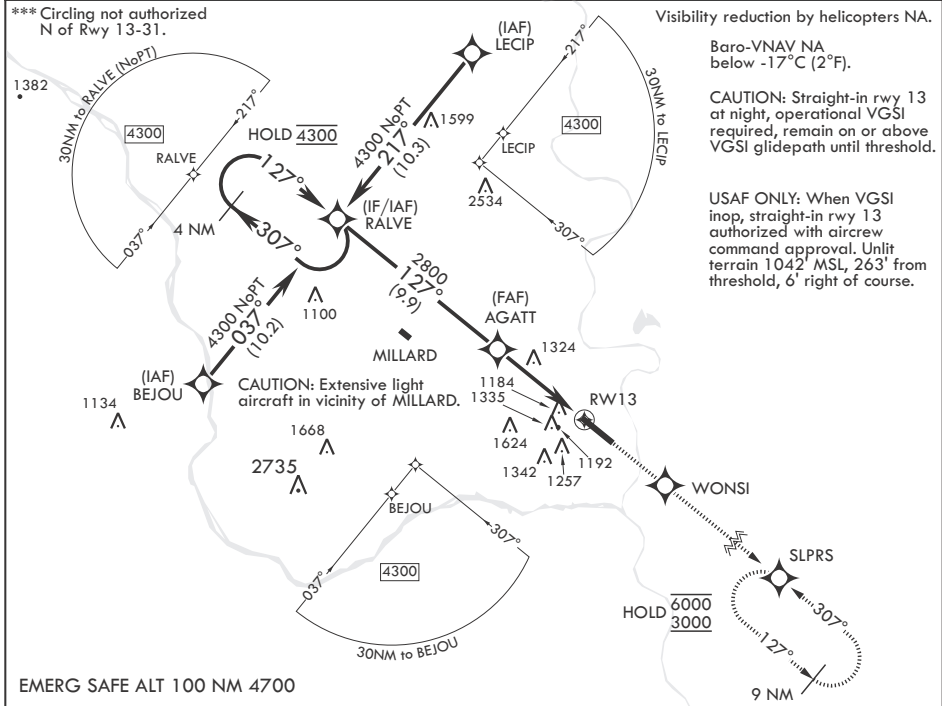 *** Circling not authorized
N of Rwy 13-31.
Visibility reduction by helicopters NA.
Baro-VNAV NA
below -17°C (2°F).
CAUTION: Straight-in rwy 13
at night, operational VGSI
required, remain on or above
VGSI glidepath until threshold.
USAF ONLY: When VGSI
inop, straight-in rwy 13
authorized with aircrew
command approval. Unlit
terrain 1042' MSL, 263' from
threshold, 6' right of course.
1382
30NM to RALVE (NoPT)
4300
217°
RALVE
037°
HOLD 4300
127°
4 NM
307°
(IAF)
LECIP
4300 NoPT
217°
(10.3)
1599
217°
4300
LECIP
30NM to LECIP
2534
307°
(IF/IAF)
RALVE
2800
127°
(9.9)
1100
4300 NoPT
037°
(10.2)
(IAF)
BEJOU
MILLARD
(FAF)
AGATT
1324
CAUTION: Extensive light
aircraft in vicinity of MILLARD.
1134
1184
1335
RW13
1624
1192
1342
1257
1668
2735
WONSI
BEJOU
307°
037°
4300
30NM to BEJOU
SLPRS
HOLD 6000
3000
307°
127°
9 NM
EMERG SAFE ALT 100 NM 4700